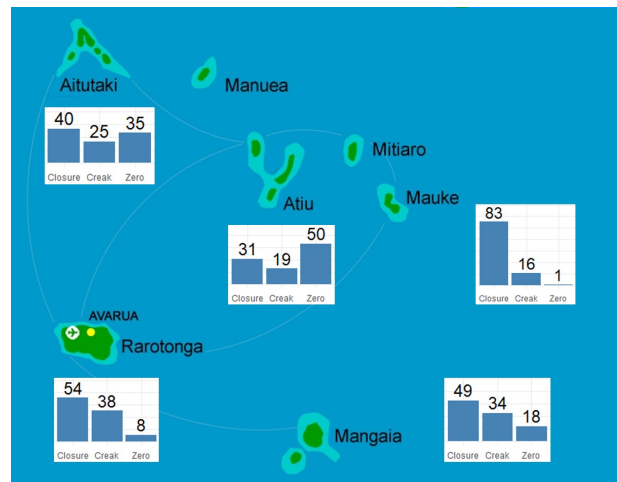 Aitutaki
Manuea
40 25 35
Closure Creak Zero
Mitiaro
Mauke
Atiu
31 19 50
Closure Creak Zero
83 16 1
Closure Creak Zero
AVARUA
Rarotonga
54 38 8
Closure Creak Zero
Mangaia
49 34 18
Closure Creak Zero